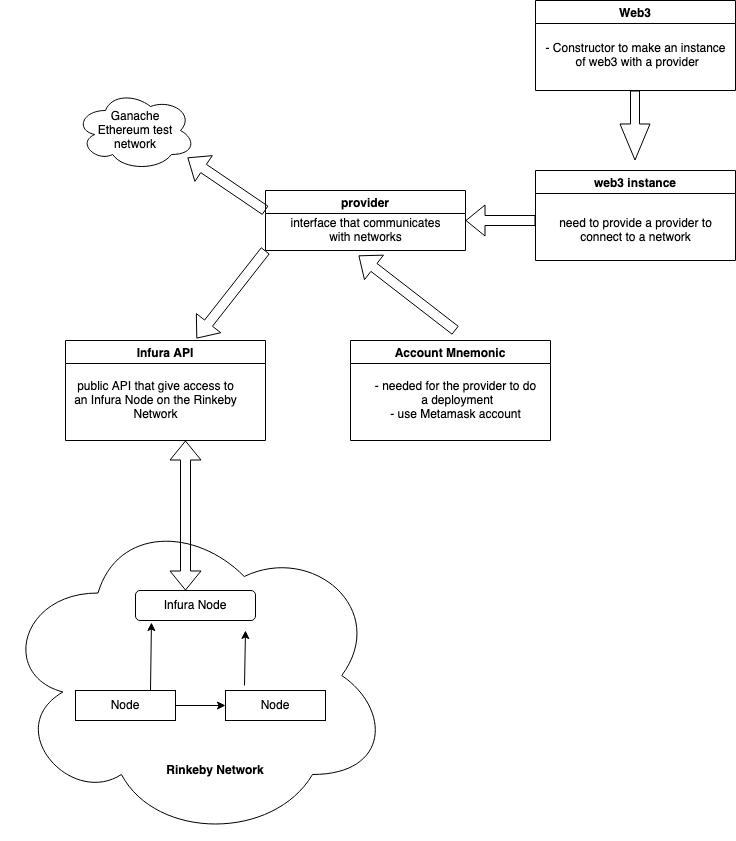 Web3
- Constructor to make an instance
of web3 with a provider
Ganache
Ethereum test
network
provider
interface that communicates
with networks
web3 instance
need to provide a provider to
connect to a network
Infura API
public API that give access to
an Infura Node on the Rinkeby
Network
Account Mnemonic
- needed for the provider to do
a deployment
- use Metamask account
Infura Node
Node
Node
Rinkeby Network